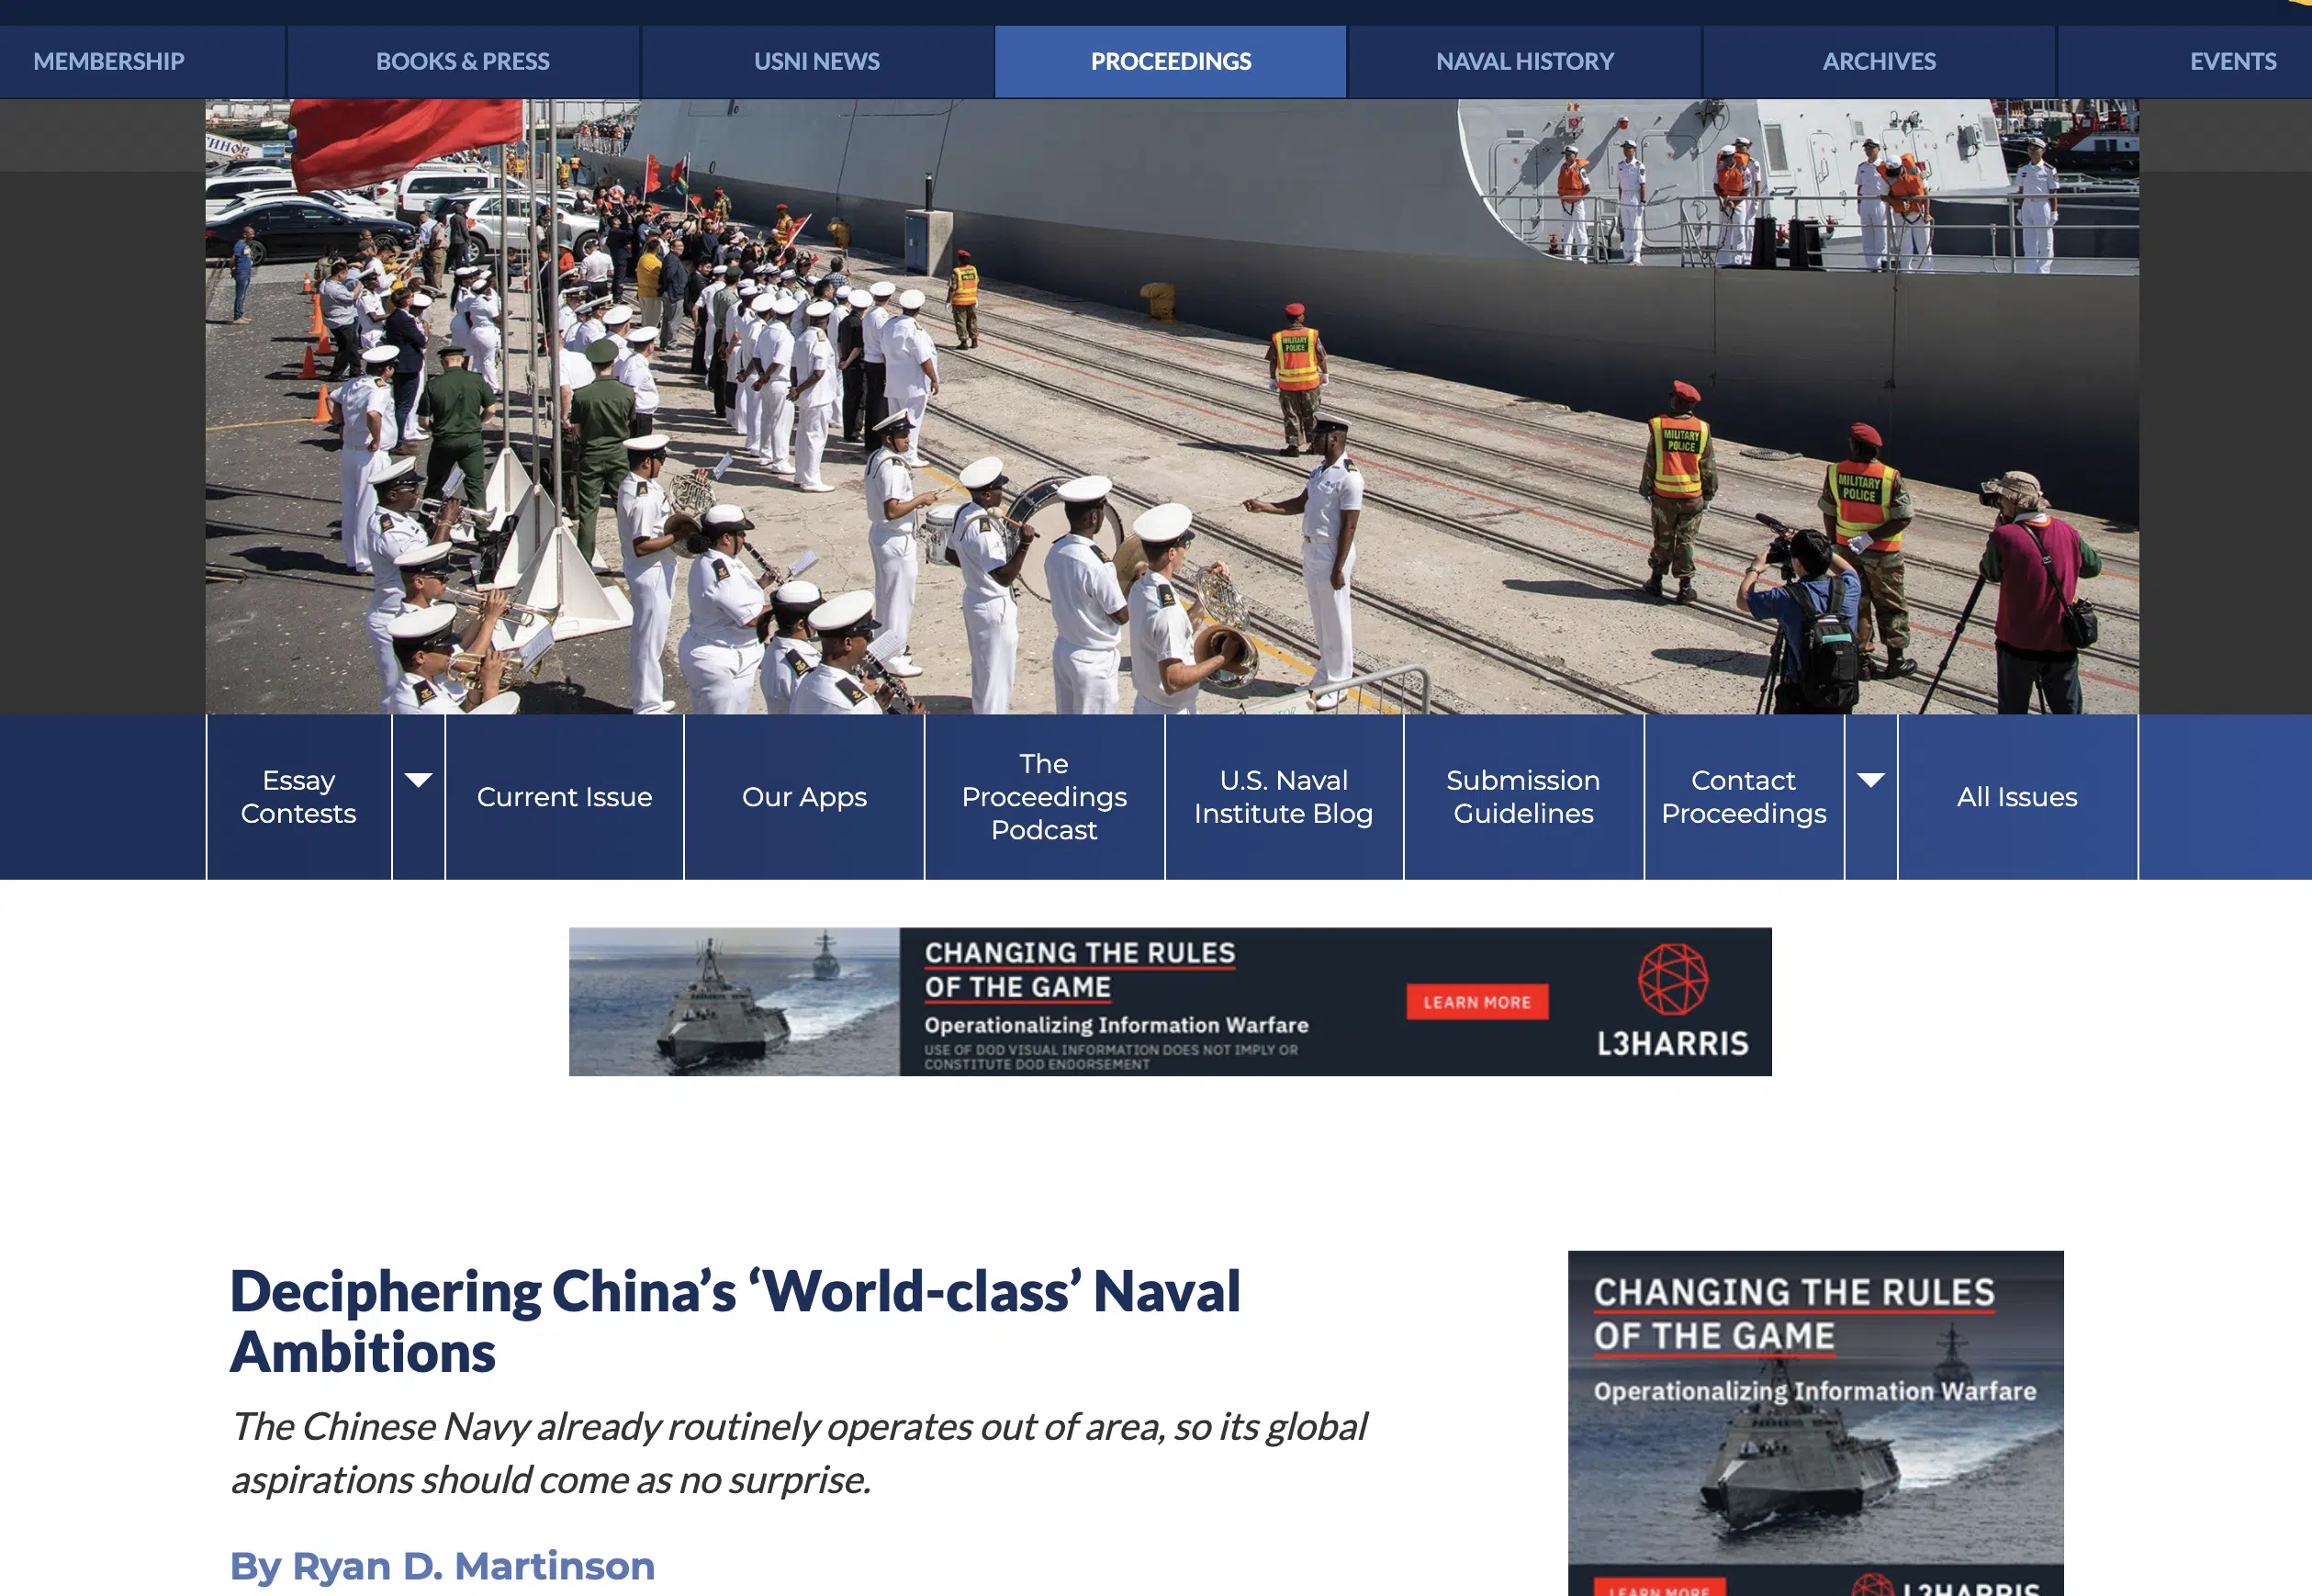 MEMBERSHIP
BOOKS & PRESS
USNI NEWS
PROCEEDINGS
NAVAL HISTORY
ARCHIVES
EVENTS
MILITARY
POLICE
MILITARY
POLICE
MILITARY
POLICE
Essay
Contests
Current Issue
Our Apps
The
Proceedings
Podcast
U.S. Naval
Institute Blog
Submission
Guidelines
Contact
Proceedings
All Issues
CHANGING THE RULES
OF THE GAME
Operationalizing Information Warfare
USE OF DOD VISUAL INFORMATION DOES NOT IMPLY OR
CONSTITUTE DOD ENDORSEMENT
LEARN MORE
L3HARRIS
Deciphering China’s ‘World-class’ Naval
Ambitions
The Chinese Navy already routinely operates out of area, so its global
aspirations should come as no surprise.
By Ryan D. Martinson
CHANGING THE RULES
OF THE GAME
Operationalizing Information Warfare
LEARN MORE
L3HARRIS